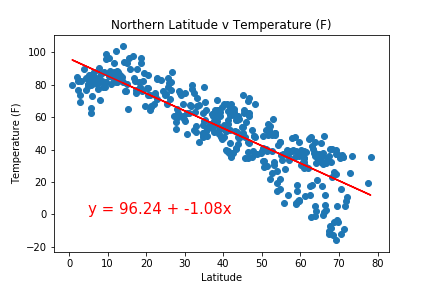 Northern Latitude v Temperature (F)
Temperature (F)
100
80
60
40
20
0
−20
y = 96.24 + -1.08x
0 10 20 30 40 50 60 70 80
Latitude